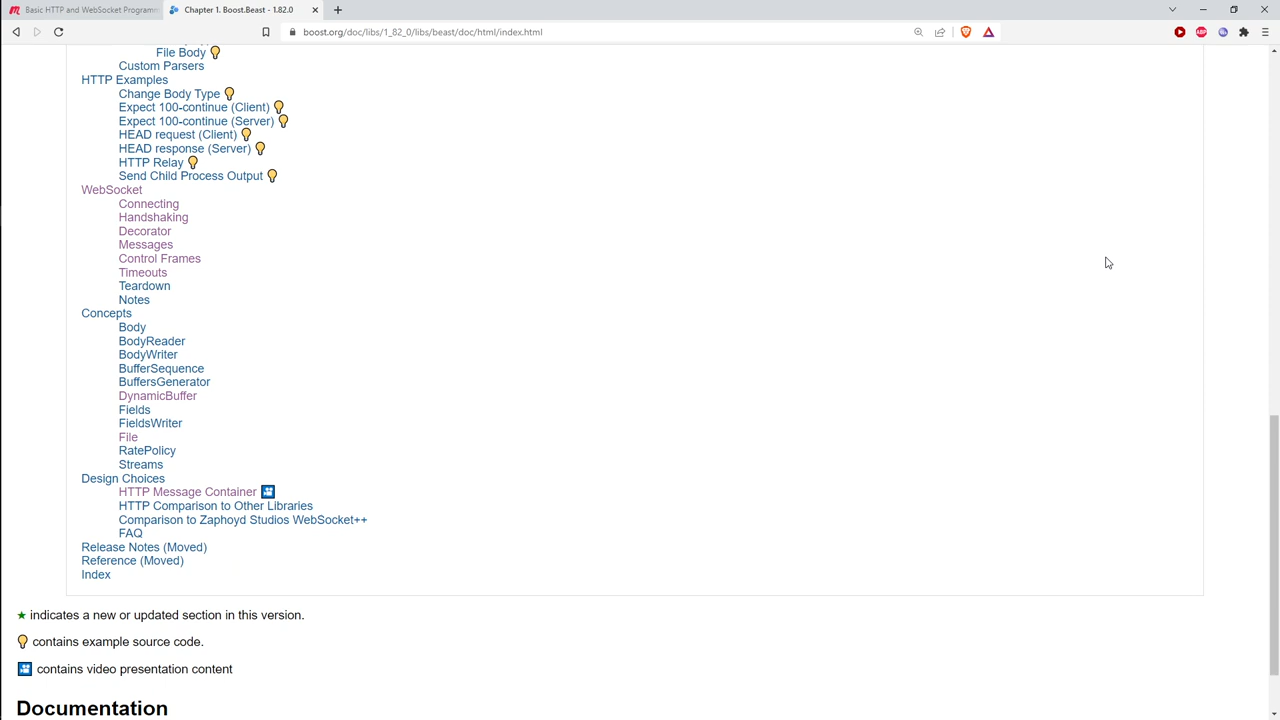 Basic HTTP and WebSocket Programm
Chapter 1. Boost.Beast - 1.82.0
boost.org/doc/libs/1_82_0/libs/beast/doc/html/index.html
File Body
Custom Parsers
HTTP Examples
Change Body Type
Expect 100-continue (Client)
Expect 100-continue (Server)
HEAD request (Client)
HEAD response (Server)
HTTP Relay
Send Child Process Output
WebSocket
Connecting
Handshaking
Decorator
Messages
Control Frames
Timeouts
Teardown
Notes
Concepts
Body
BodyReader
BodyWriter
BufferSequence
BuffersGenerator
DynamicBuffer
Fields
FieldsWriter
File
RatePolicy
Streams
Design Choices
HTTP Message Container
HTTP Comparison to Other Libraries
Comparison to Zaphoyd Studios WebSocket++
FAQ
Release Notes (Moved)
Reference (Moved)
Index
★ indicates a new or updated section in this version.
contains example source code.
contains video presentation content
Documentation